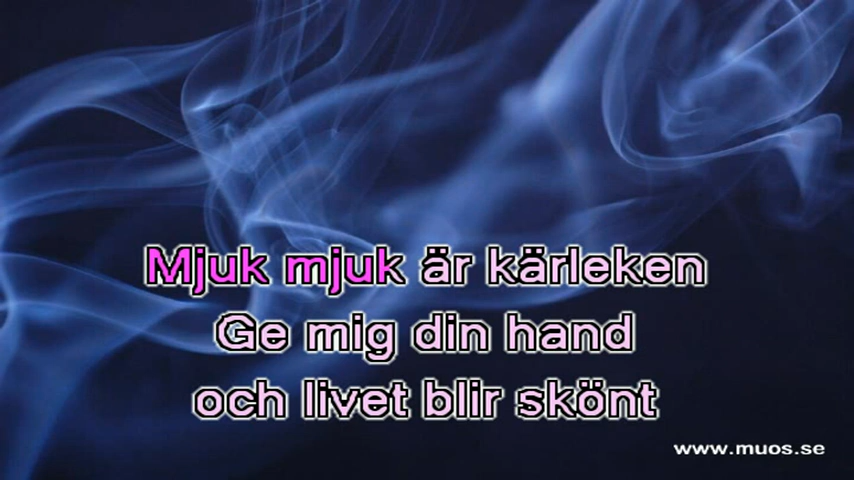 Mjuk mjuk är kärleken
Ge mig din hand
och livet blir skönt
www.muos.se